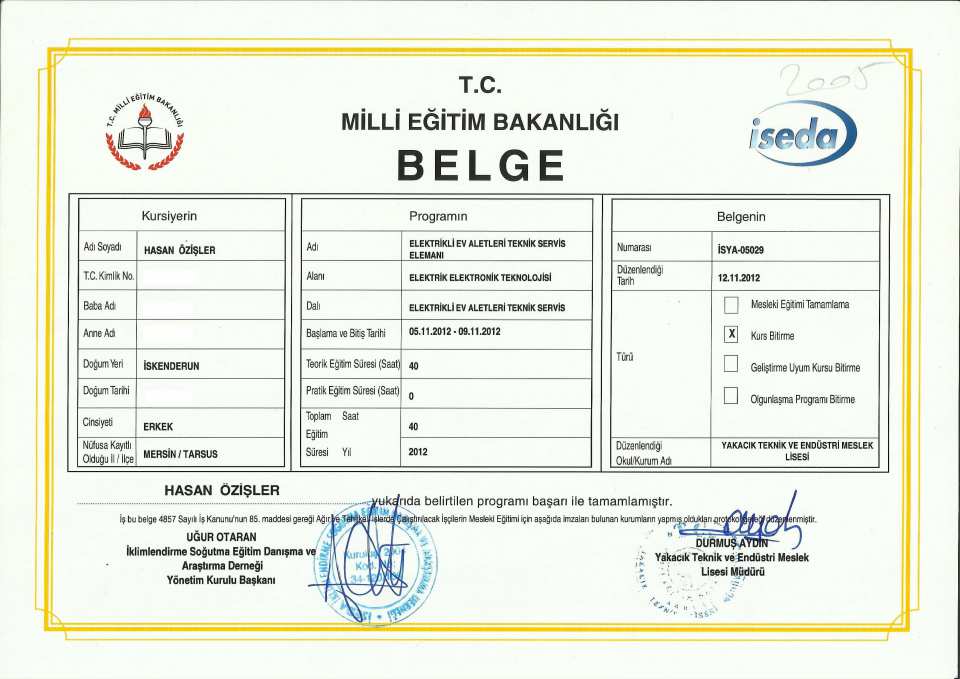 2005
T.C. MİLLİ EĞİTİM BAKANLIĞI
T.C.
MİLLİ EĞİTİM BAKANLIĞI
BELGE
iseda
Kursiyerin
Adı Soyadı HASAN ÖZİŞLER
T.C. Kimlik No.
Baba Adı
Anne Adı
Doğum Yeri İSKENDERUN
Doğum Tarihi
Cinsiyeti ERKEK
Nüfusa Kayıtlı
Olduğu İl / İlçe MERSİN / TARSUS
Programın
Adı ELEKTRİKLİ EV ALETLERİ TEKNİK SERVİS
ELEMANI
Alanı ELEKTRİK ELEKTRONİK TEKNOLOJİSİ
Dalı ELEKTRİKLİ EV ALETLERİ TEKNİK SERVİS
Başlama ve Bitiş Tarihi 05.11.2012 - 09.11.2012
Teorik Eğitim Süresi (Saat) 40
Pratik Eğitim Süresi (Saat) 0
Toplam Saat 40
Eğitim
Süresi Yıl 2012
Belgenin
Numarası İSYA-05029
Düzenlendiği
Tarih 12.11.2012
Türü
Mesleki Eğitimi Tamamlama
X Kurs Bitirme
Geliştirme Uyum Kursu Bitirme
Olgunlaşma Programı Bitirme
Düzenlendiği
Okul/Kurum Adı YAKACIK TEKNİK VE ENDÜSTRİ MESLEK
LİSESİ
HASAN ÖZİŞLER yukarıda belirtilen programı başarı ile tamamlamıştır.
İş bu belge 4857 Sayılı İş Kanunu'nun 85. maddesi gereği Ağır ve Tehlikeli işlerde Çalıştırılacak İşçilerin Mesleki Eğitimi için aşağıda imzaları bulunan kurumların yapmış oldukları protokol gereği düzenlenmiştir.
UĞUR OTARAN
İklimlendirme Soğutma Eğitim Danışma ve
Araştırma Derneği
Yönetim Kurulu Başkanı
DURMUŞ AYDIN
Yakacık Teknik ve Endüstri Meslek
Lisesi Müdürü